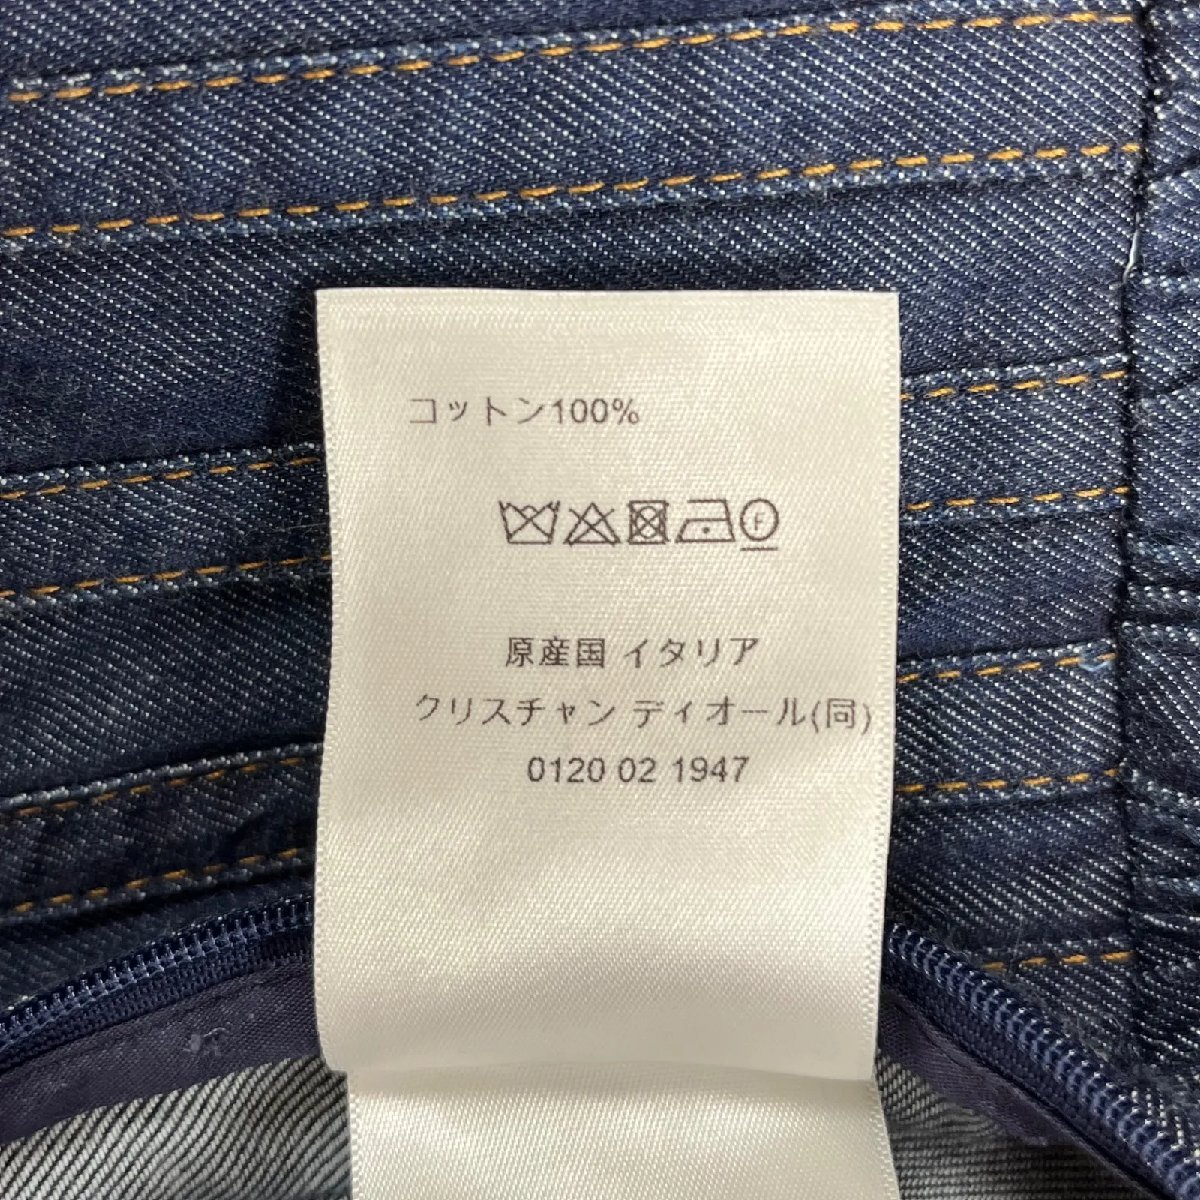 コットン100%
F
原産国 イタリア
クリスチャン ディオール(同)
0120 02 1947